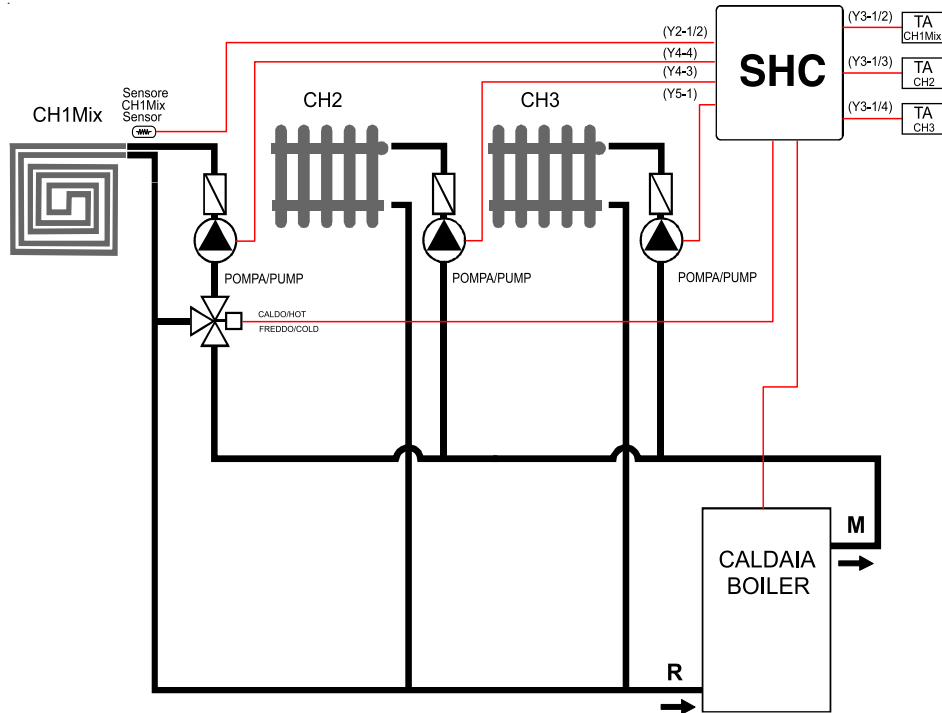 (Y2-1/2)
(Y4-4)
(Y4-3)
(Y5-1)
SHC
(Y3-1/2)
TA
CH1Mix
(Y3-1/3)
TA
CH2
(Y3-1/4)
TA
CH3
Sensore
CH1Mix
Sensor
CH1Mix
CH2
CH3
POMPA/PUMP
POMPA/PUMP
POMPA/PUMP
CALDO/HOT
FREDDO/COLD
M
CALDAIA
BOILER
R